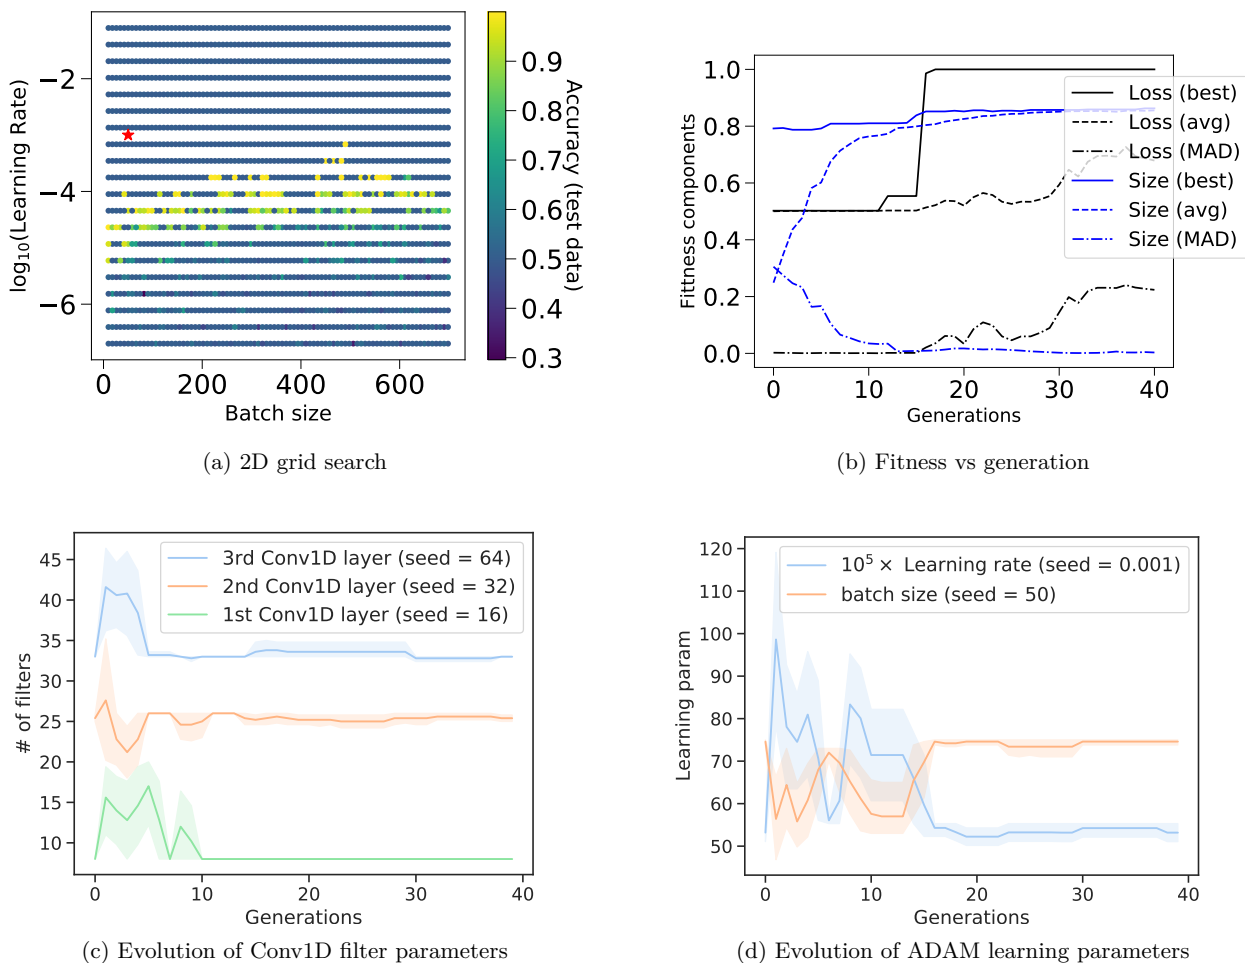 −2
−4
−6
log₁₀(Learning Rate)
0
200
400
600
Batch size
0.9
0.8
0.7
0.6
0.5
0.4
0.3
Accuracy (test data)
(a) 2D grid search
1.0
0.8
0.6
0.4
0.2
0.0
Fittness components
Loss (best)
Loss (avg)
Loss (MAD)
Size (best)
Size (avg)
Size (MAD)
0
10
20
30
40
Generations
(b) Fitness vs generation
45
40
35
30
25
20
15
10
# of filters
3rd Conv1D layer (seed = 64)
2nd Conv1D layer (seed = 32)
1st Conv1D layer (seed = 16)
0
10
20
30
40
Generations
(c) Evolution of Conv1D filter parameters
120
110
100
90
80
70
60
50
Learning param
10⁵ × Learning rate (seed = 0.001)
batch size (seed = 50)
0
10
20
30
40
Generations
(d) Evolution of ADAM learning parameters